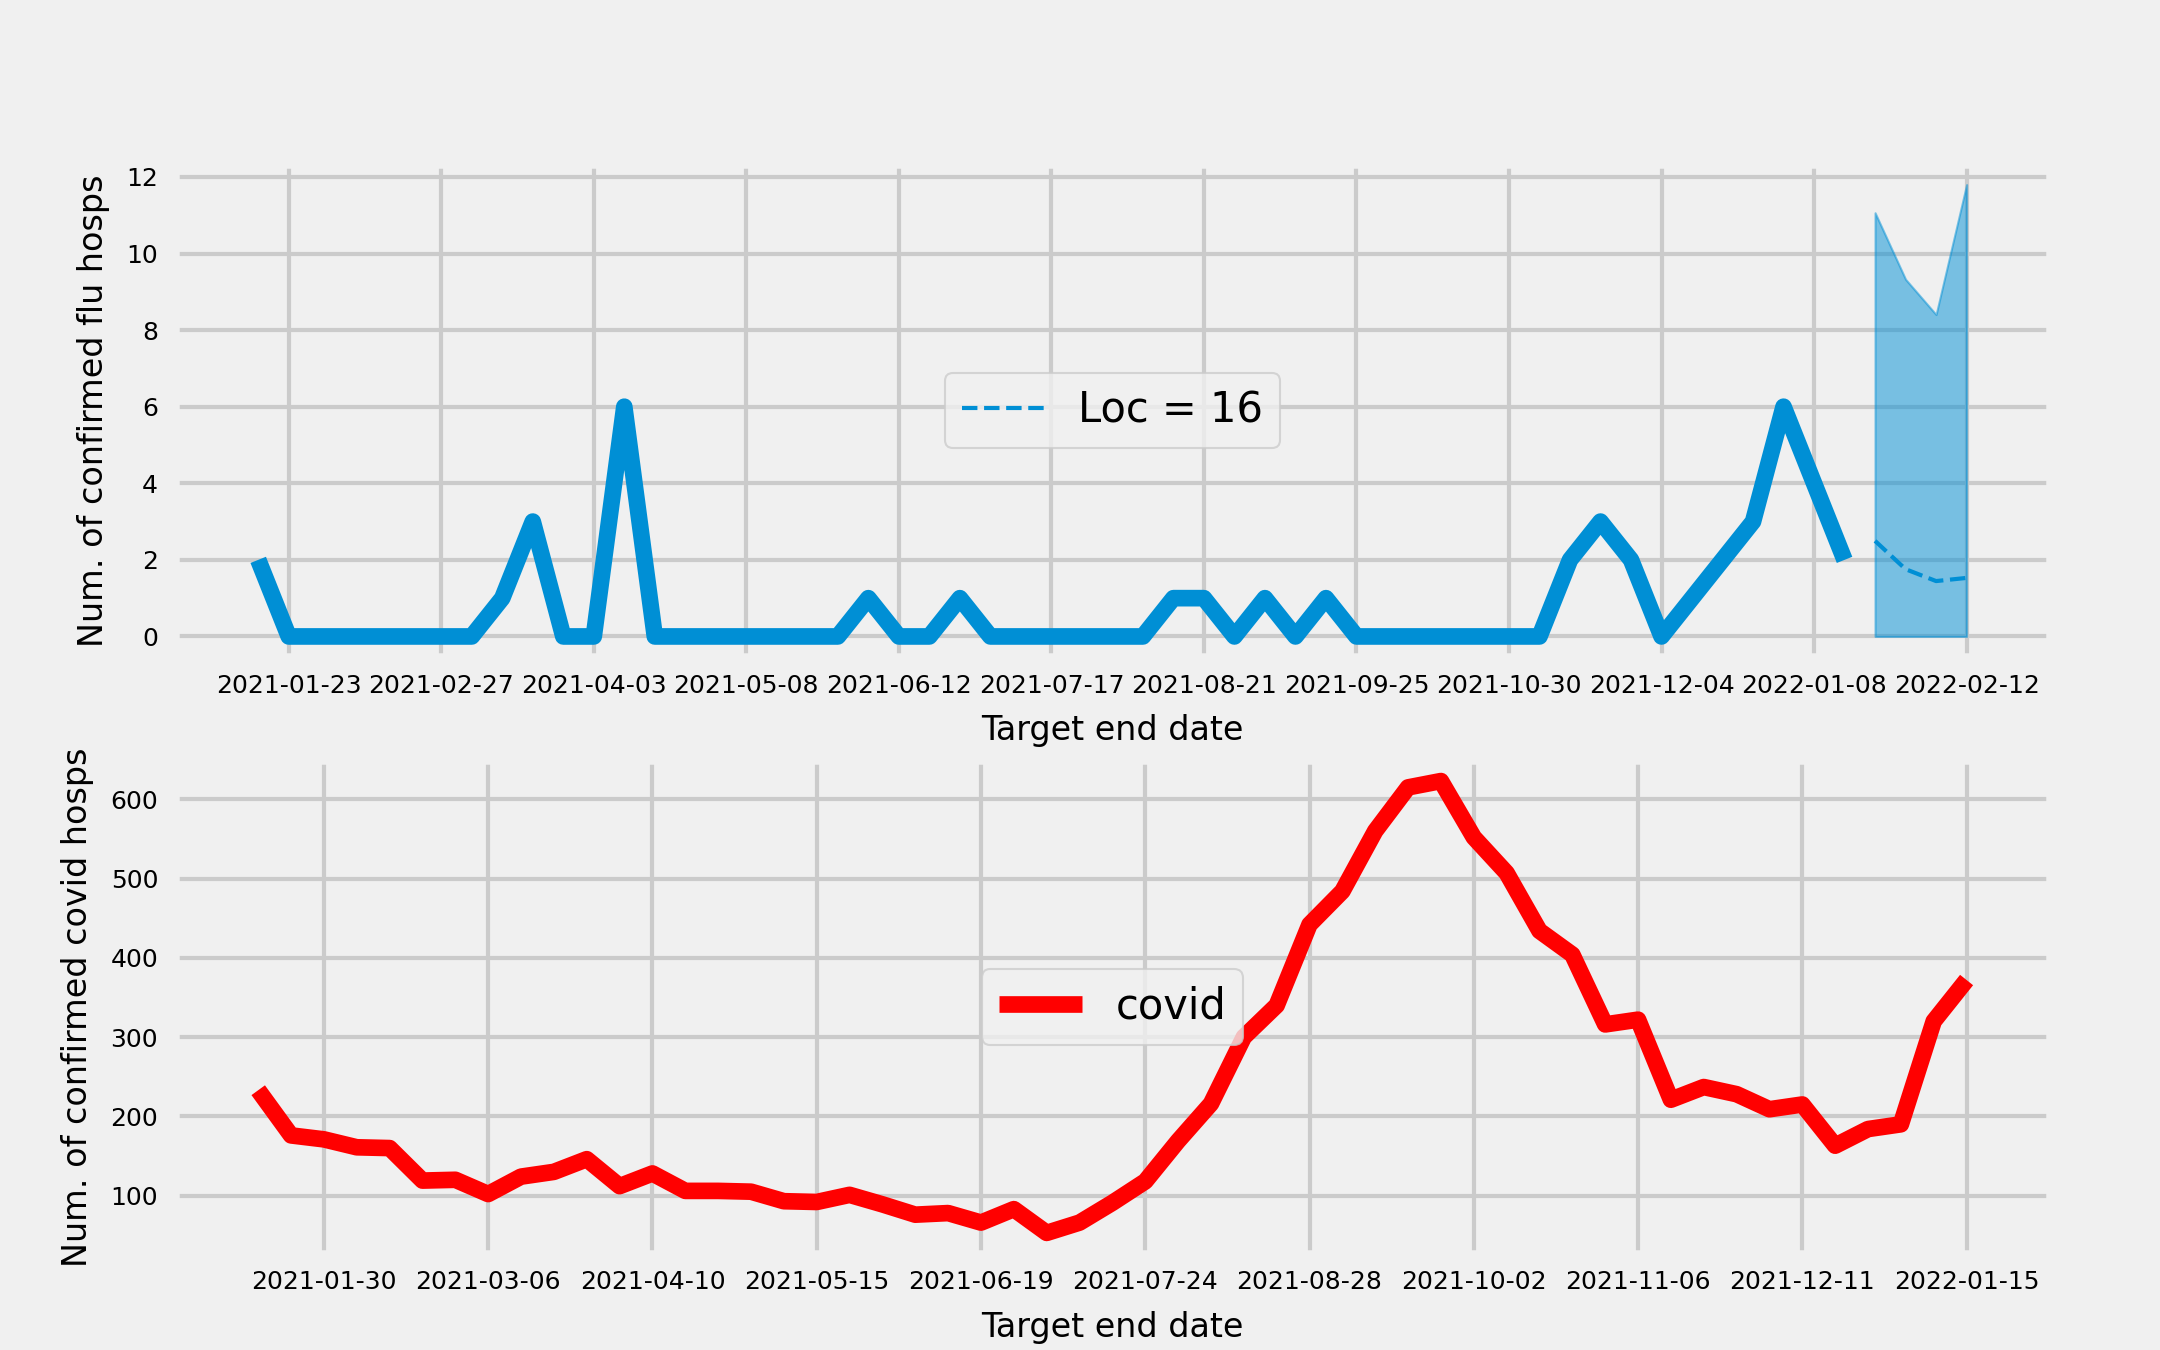 Num. of confirmed flu hosps
12
10
8
6
4
2
0
Loc = 16
2021-01-23 2021-02-27 2021-04-03 2021-05-08 2021-06-12 2021-07-17 2021-08-21 2021-09-25 2021-10-30 2021-12-04 2022-01-08 2022-02-12
Target end date
Num. of confirmed covid hosps
600
500
400
300
200
100
covid
2021-01-30 2021-03-06 2021-04-10 2021-05-15 2021-06-19 2021-07-24 2021-08-28 2021-10-02 2021-11-06 2021-12-11 2022-01-15
Target end date